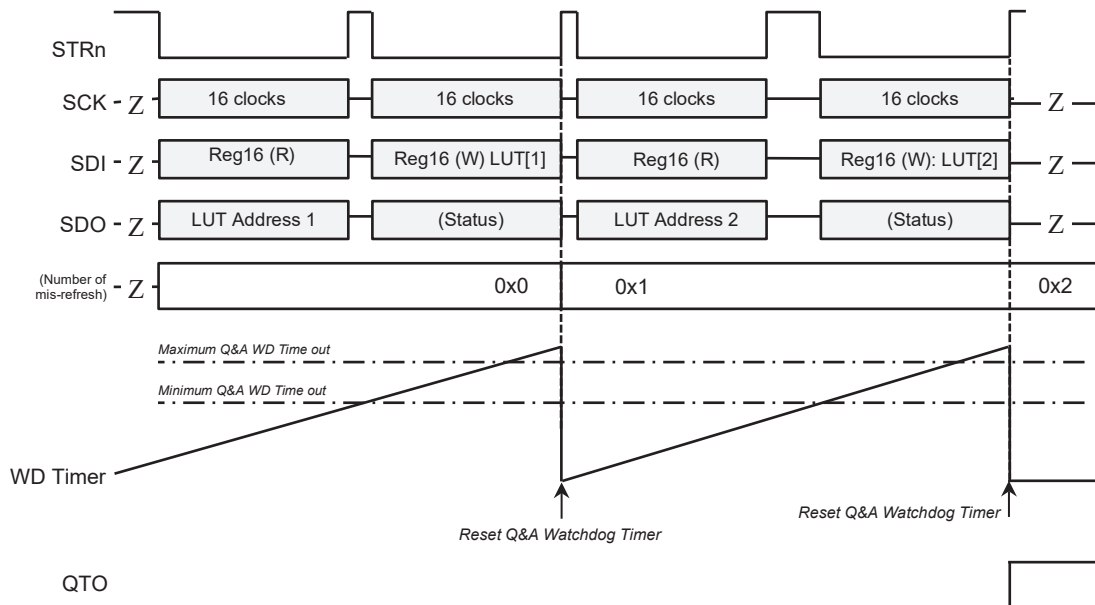 STRn
SCK Z 16 clocks 16 clocks 16 clocks 16 clocks Z
SDI Z Reg16 (R) Reg16 (W) LUT[1] Reg16 (R) Reg16 (W): LUT[2] Z
SDO Z LUT Address 1 (Status) LUT Address 2 (Status) Z
(Number of
mis-refresh) Z 0x0 0x1 0x2
Maximum Q&A WD Time out
Minimum Q&A WD Time out
WD Timer
Reset Q&A Watchdog Timer
Reset Q&A Watchdog Timer
QTO